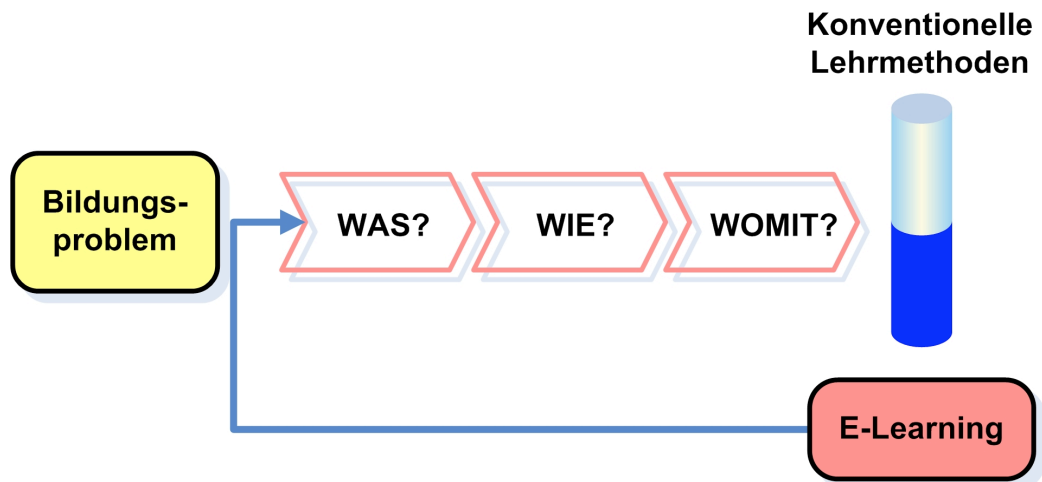 Konventionelle
Lehrmethoden
Bildungs-
problem
WAS?
WIE?
WOMIT?
E-Learning